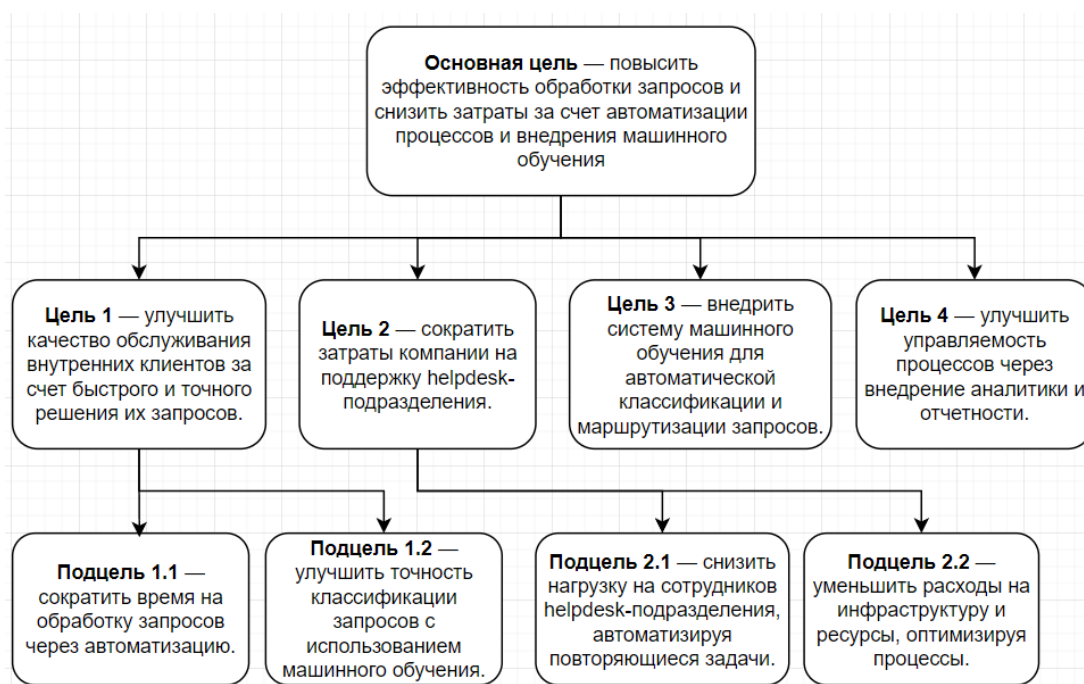 Основная цель — повысить
эффективность обработки запросов и
снизить затраты за счет автоматизации
процессов и внедрения машинного
обучения
Цель 1 — улучшить
качество обслуживания
внутренних клиентов за
счет быстрого и точного
решения их запросов.
Цель 2 — сократить
затраты компании на
поддержку helpdesk-
подразделения.
Цель 3 — внедрить
систему машинного
обучения для
автоматической
классификации и
маршрутизации запросов.
Цель 4 — улучшить
управляемость
процессов через
внедрение аналитики и
отчетности.
Подцель 1.1 —
сократить время на
обработку запросов
через автоматизацию.
Подцель 1.2 —
улучшить точность
классификации
запросов с
использованием
машинного обучения.
Подцель 2.1 — снизить
нагрузку на сотрудников
helpdesk-подразделения,
автоматизируя
повторяющиеся задачи.
Подцель 2.2 —
уменьшить расходы на
инфраструктуру и
ресурсы, оптимизируя
процессы.